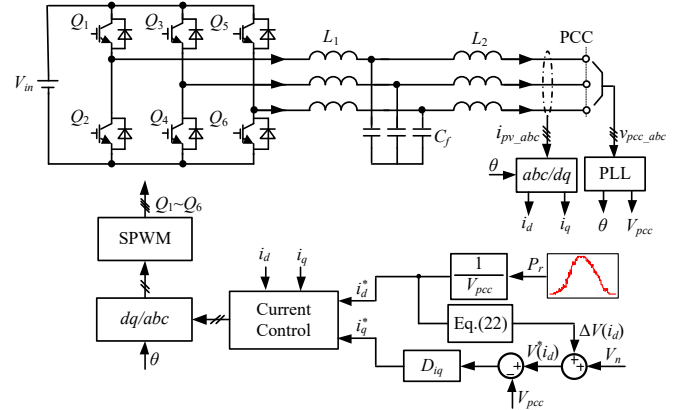 Q1 Q3 Q5
L1 L2 PCC
Vin
Q2 Q4 Q6
Cf
ipv_abc vpcc_abc
θ abc/dq PLL
id iq θ Vpcc
Q1~Q6
SPWM
id iq
dq/abc
θ
Current
Control
id*
iq*
1
Vpcc
Pr
Eq.(22)
ΔV(id)
V*(id) Vn
Diq
− +
+ +
Vpcc